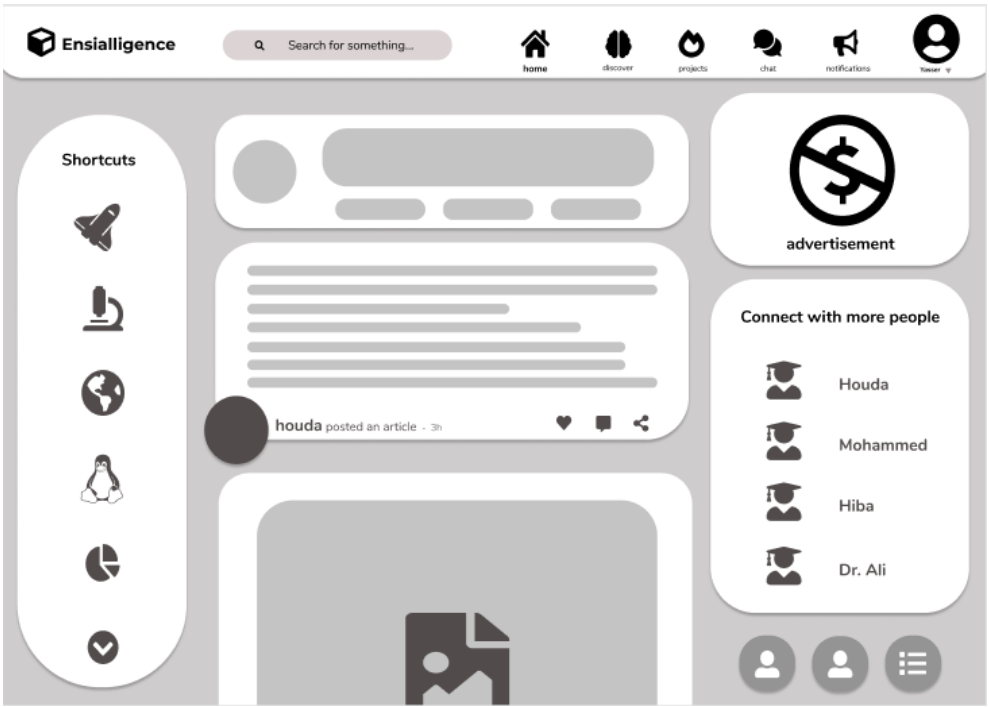 Ensialligence
Search for something...
home
discover
projects
chat
notifications
Yasser
Shortcuts
advertisement
Connect with more people
Houda
Mohammed
Hiba
Dr. Ali
houda posted an article - 3h